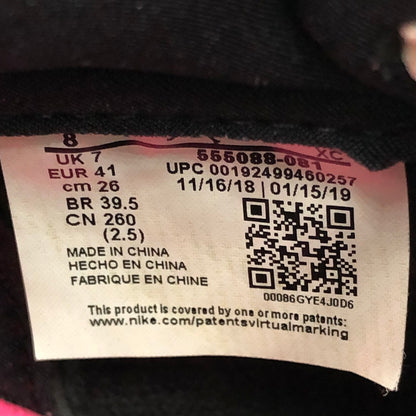 8
XC
UK 7
555088-081
EUR 41
UPC 00192499460257
cm 26
11/16/18 | 01/15/19
BR 39.5
CN 260
(2.5)
MADE IN CHINA
HECHO EN CHINA
FABRIQUE EN CHINE
00086GYE4J0D6
This product is covered by one or more patents:
www.nike.com/patentsvirtualmarking